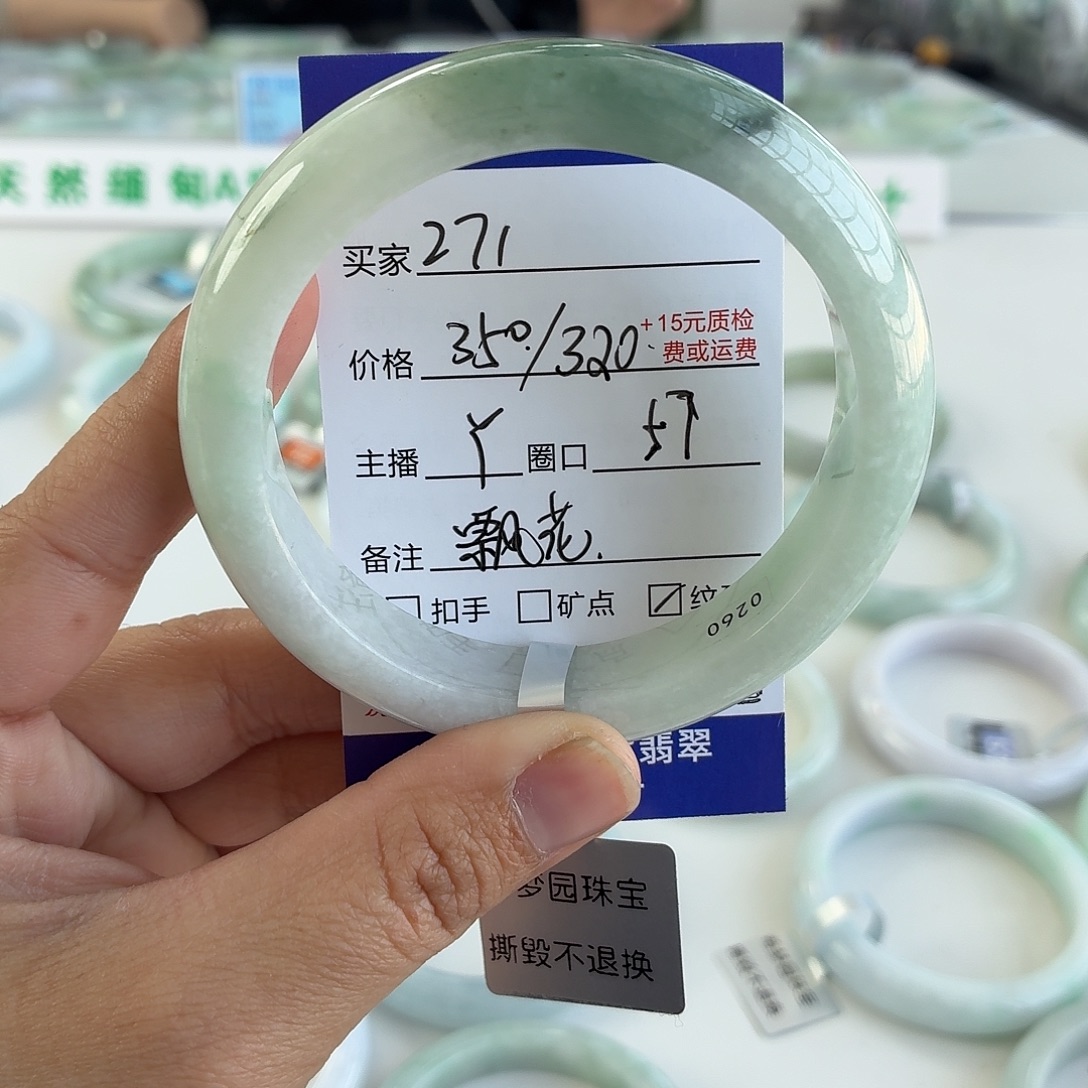 天然缅甸A
买家 271
价格 350/320 +15元质检
费或运费
主播 Y 圈口 57
备注 飘花.
□扣手 □矿点 ☑纹
0260
翡翠
梦园珠宝
撕毁不退换